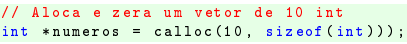 // Aloca e zera um vetor de 10 int
int *numeros = calloc(10, sizeof(int)));